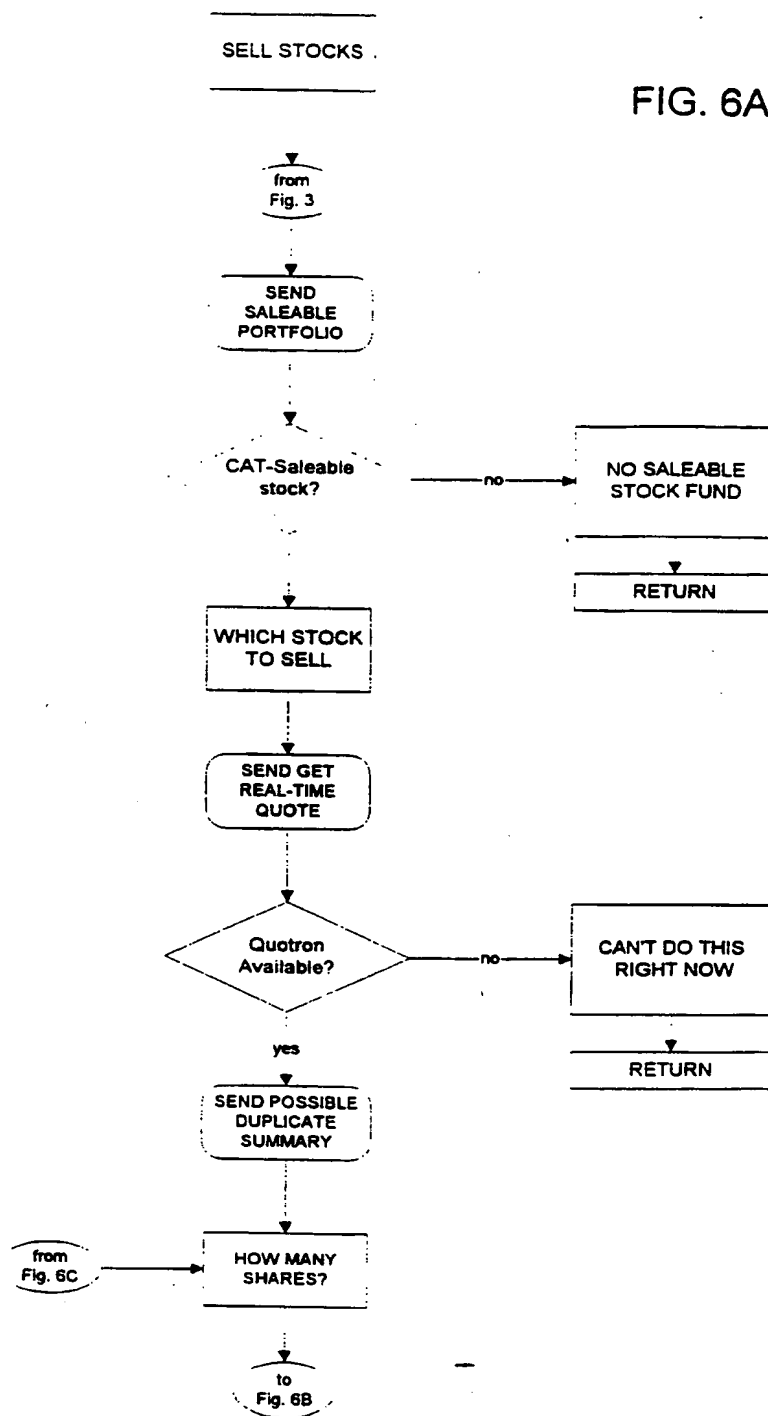 SELL STOCKS
FIG. 6A
from
Fig. 3
SEND
SALEABLE
PORTFOLIO
CAT-Saleable
stock?
no
NO SALEABLE
STOCK FUND
RETURN
WHICH STOCK
TO SELL
SEND GET
REAL-TIME
QUOTE
Quotron
Available?
no
CAN'T DO THIS
RIGHT NOW
yes
RETURN
SEND POSSIBLE
DUPLICATE
SUMMARY
from
Fig. 6C
HOW MANY
SHARES?
to
Fig. 6B